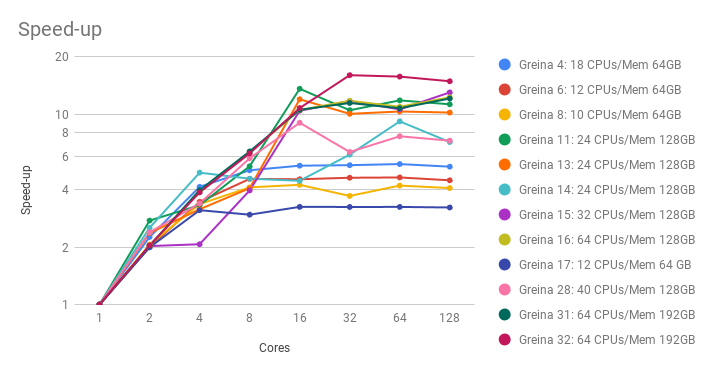 Speed-up
20
10
8
6
4
2
1
Speed-up
1 2 4 8 16 32 64 128
Cores
Greina 4: 18 CPUs/Mem 64GB
Greina 6: 12 CPUs/Mem 64GB
Greina 8: 10 CPUs/Mem 64GB
Greina 11: 24 CPUs/Mem 128GB
Greina 13: 24 CPUs/Mem 128GB
Greina 14: 24 CPUs/Mem 128GB
Greina 15: 32 CPUs/Mem 128GB
Greina 16: 64 CPUs/Mem 128GB
Greina 17: 12 CPUs/Mem 64 GB
Greina 28: 40 CPUs/Mem 128GB
Greina 31: 64 CPUs/Mem 192GB
Greina 32: 64 CPUs/Mem 192GB